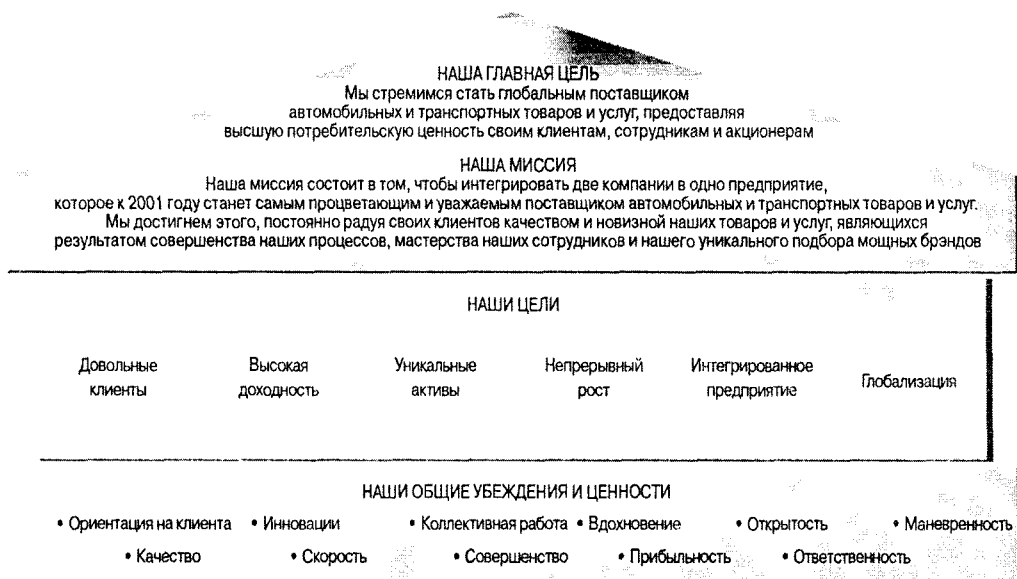 НАША ГЛАВНАЯ ЦЕЛЬ
Мы стремимся стать глобальным поставщиком
автомобильных и транспортных товаров и услуг, предоставляя
высшую потребительскую ценность своим клиентам, сотрудникам и акционерам
НАША МИССИЯ
Наша миссия состоит в том, чтобы интегрировать две компании в одно предприятие,
которое к 2001 году станет самым процветающим и уважаемым поставщиком автомобильных и транспортных товаров и услуг.
Мы достигнем этого, постоянно радуя своих клиентов качеством и новизной наших товаров и услуг, являющихся
результатом совершенства наших процессов, мастерства наших сотрудников и нашего уникального подбора мощных брэндов
НАШИ ЦЕЛИ
Довольные клиенты
Высокая доходность
Уникальные активы
Непрерывный рост
Интегрированное предприятие
Глобализация
НАШИ ОБЩИЕ УБЕЖДЕНИЯ И ЦЕННОСТИ
• Ориентация на клиента • Инновации • Коллективная работа • Вдохновение • Открытость • Маневренность
• Качество • Скорость • Совершенство • Прибыльность • Ответственность